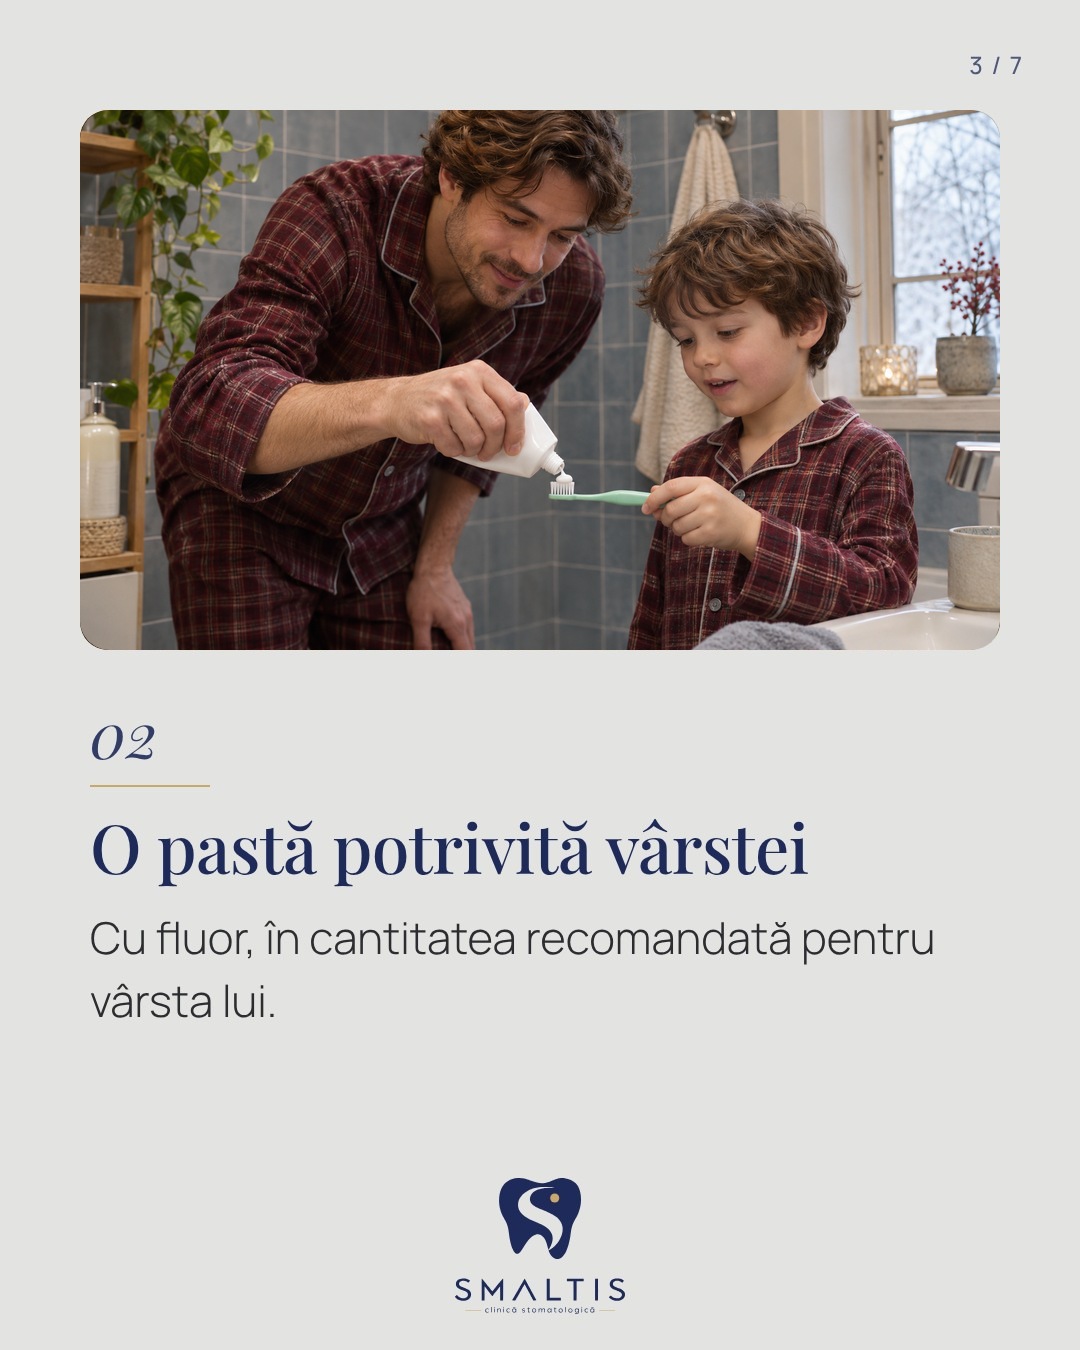 3 / 7
02
O pastă potrivită vârstei
Cu fluor, în cantitatea recomandată pentru
vârsta lui.
SMALTIS
clinică stomatologică